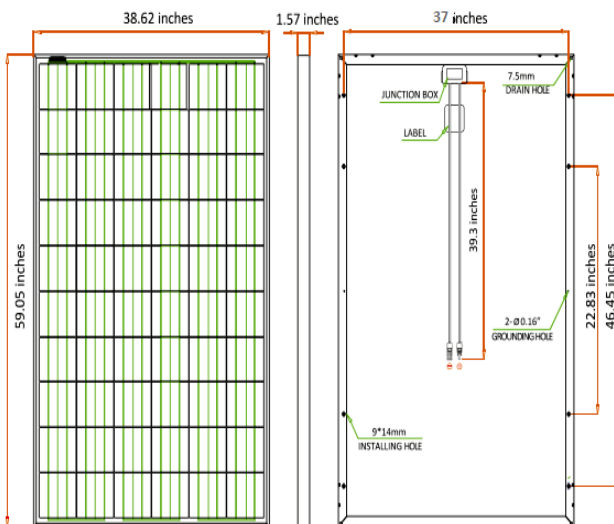 38.62 inches
1.57 inches
37 inches
7.5mm
DRAIN HOLE
JUNCTION BOX
LABEL
59.05 inches
39.3 inches
22.83 inches
46.45 inches
2-Ø0.16"
GROUNDING HOLE
9*14mm
INSTALLING HOLE